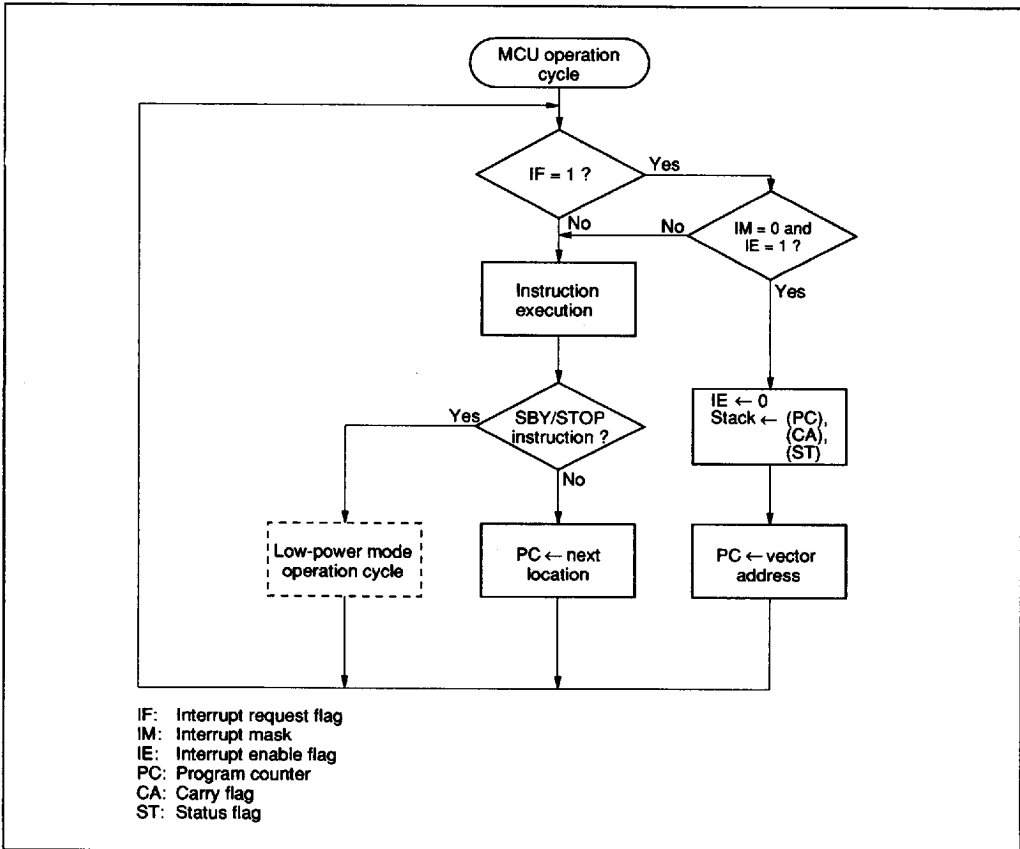 MCU operation
cycle
IF = 1 ?
Yes
No
No
IM = 0 and
IE = 1 ?
Yes
Instruction
execution
SBY/STOP
instruction ?
Yes
No
IE ← 0
Stack ← (PC),
(CA),
(ST)
Low-power mode
operation cycle
PC ← next
location
PC ← vector
address
IF: Interrupt request flag
IM: Interrupt mask
IE: Interrupt enable flag
PC: Program counter
CA: Carry flag
ST: Status flag